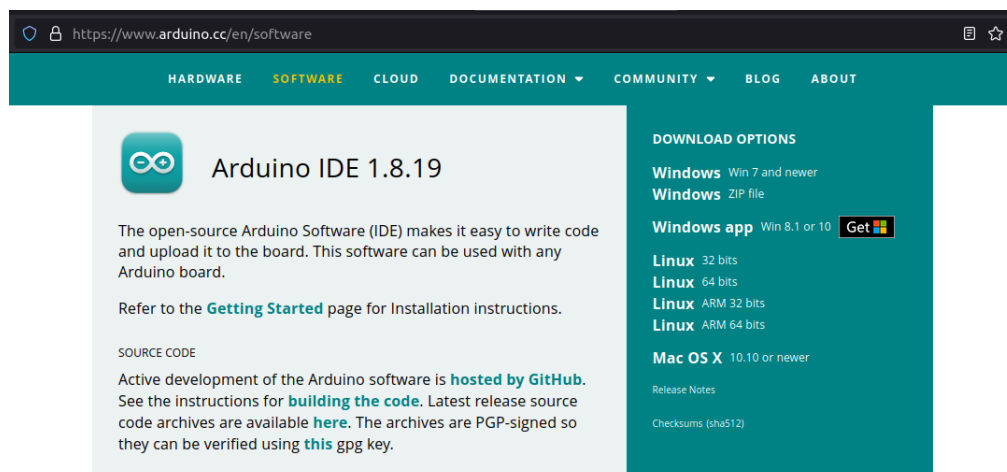 https://www.arduino.cc/en/software
HARDWARE SOFTWARE CLOUD DOCUMENTATION COMMUNITY BLOG ABOUT
Arduino IDE 1.8.19
The open-source Arduino Software (IDE) makes it easy to write code
and upload it to the board. This software can be used with any
Arduino board.
Refer to the Getting Started page for Installation instructions.
SOURCE CODE
Active development of the Arduino software is hosted by GitHub.
See the instructions for building the code. Latest release source
code archives are available here. The archives are PGP-signed so
they can be verified using this gpg key.
DOWNLOAD OPTIONS
Windows Win 7 and newer
Windows ZIP file
Windows app Win 8.1 or 10 Get
Linux 32 bits
Linux 64 bits
Linux ARM 32 bits
Linux ARM 64 bits
Mac OS X 10.10 or newer
Release Notes
Checksums (sha512)